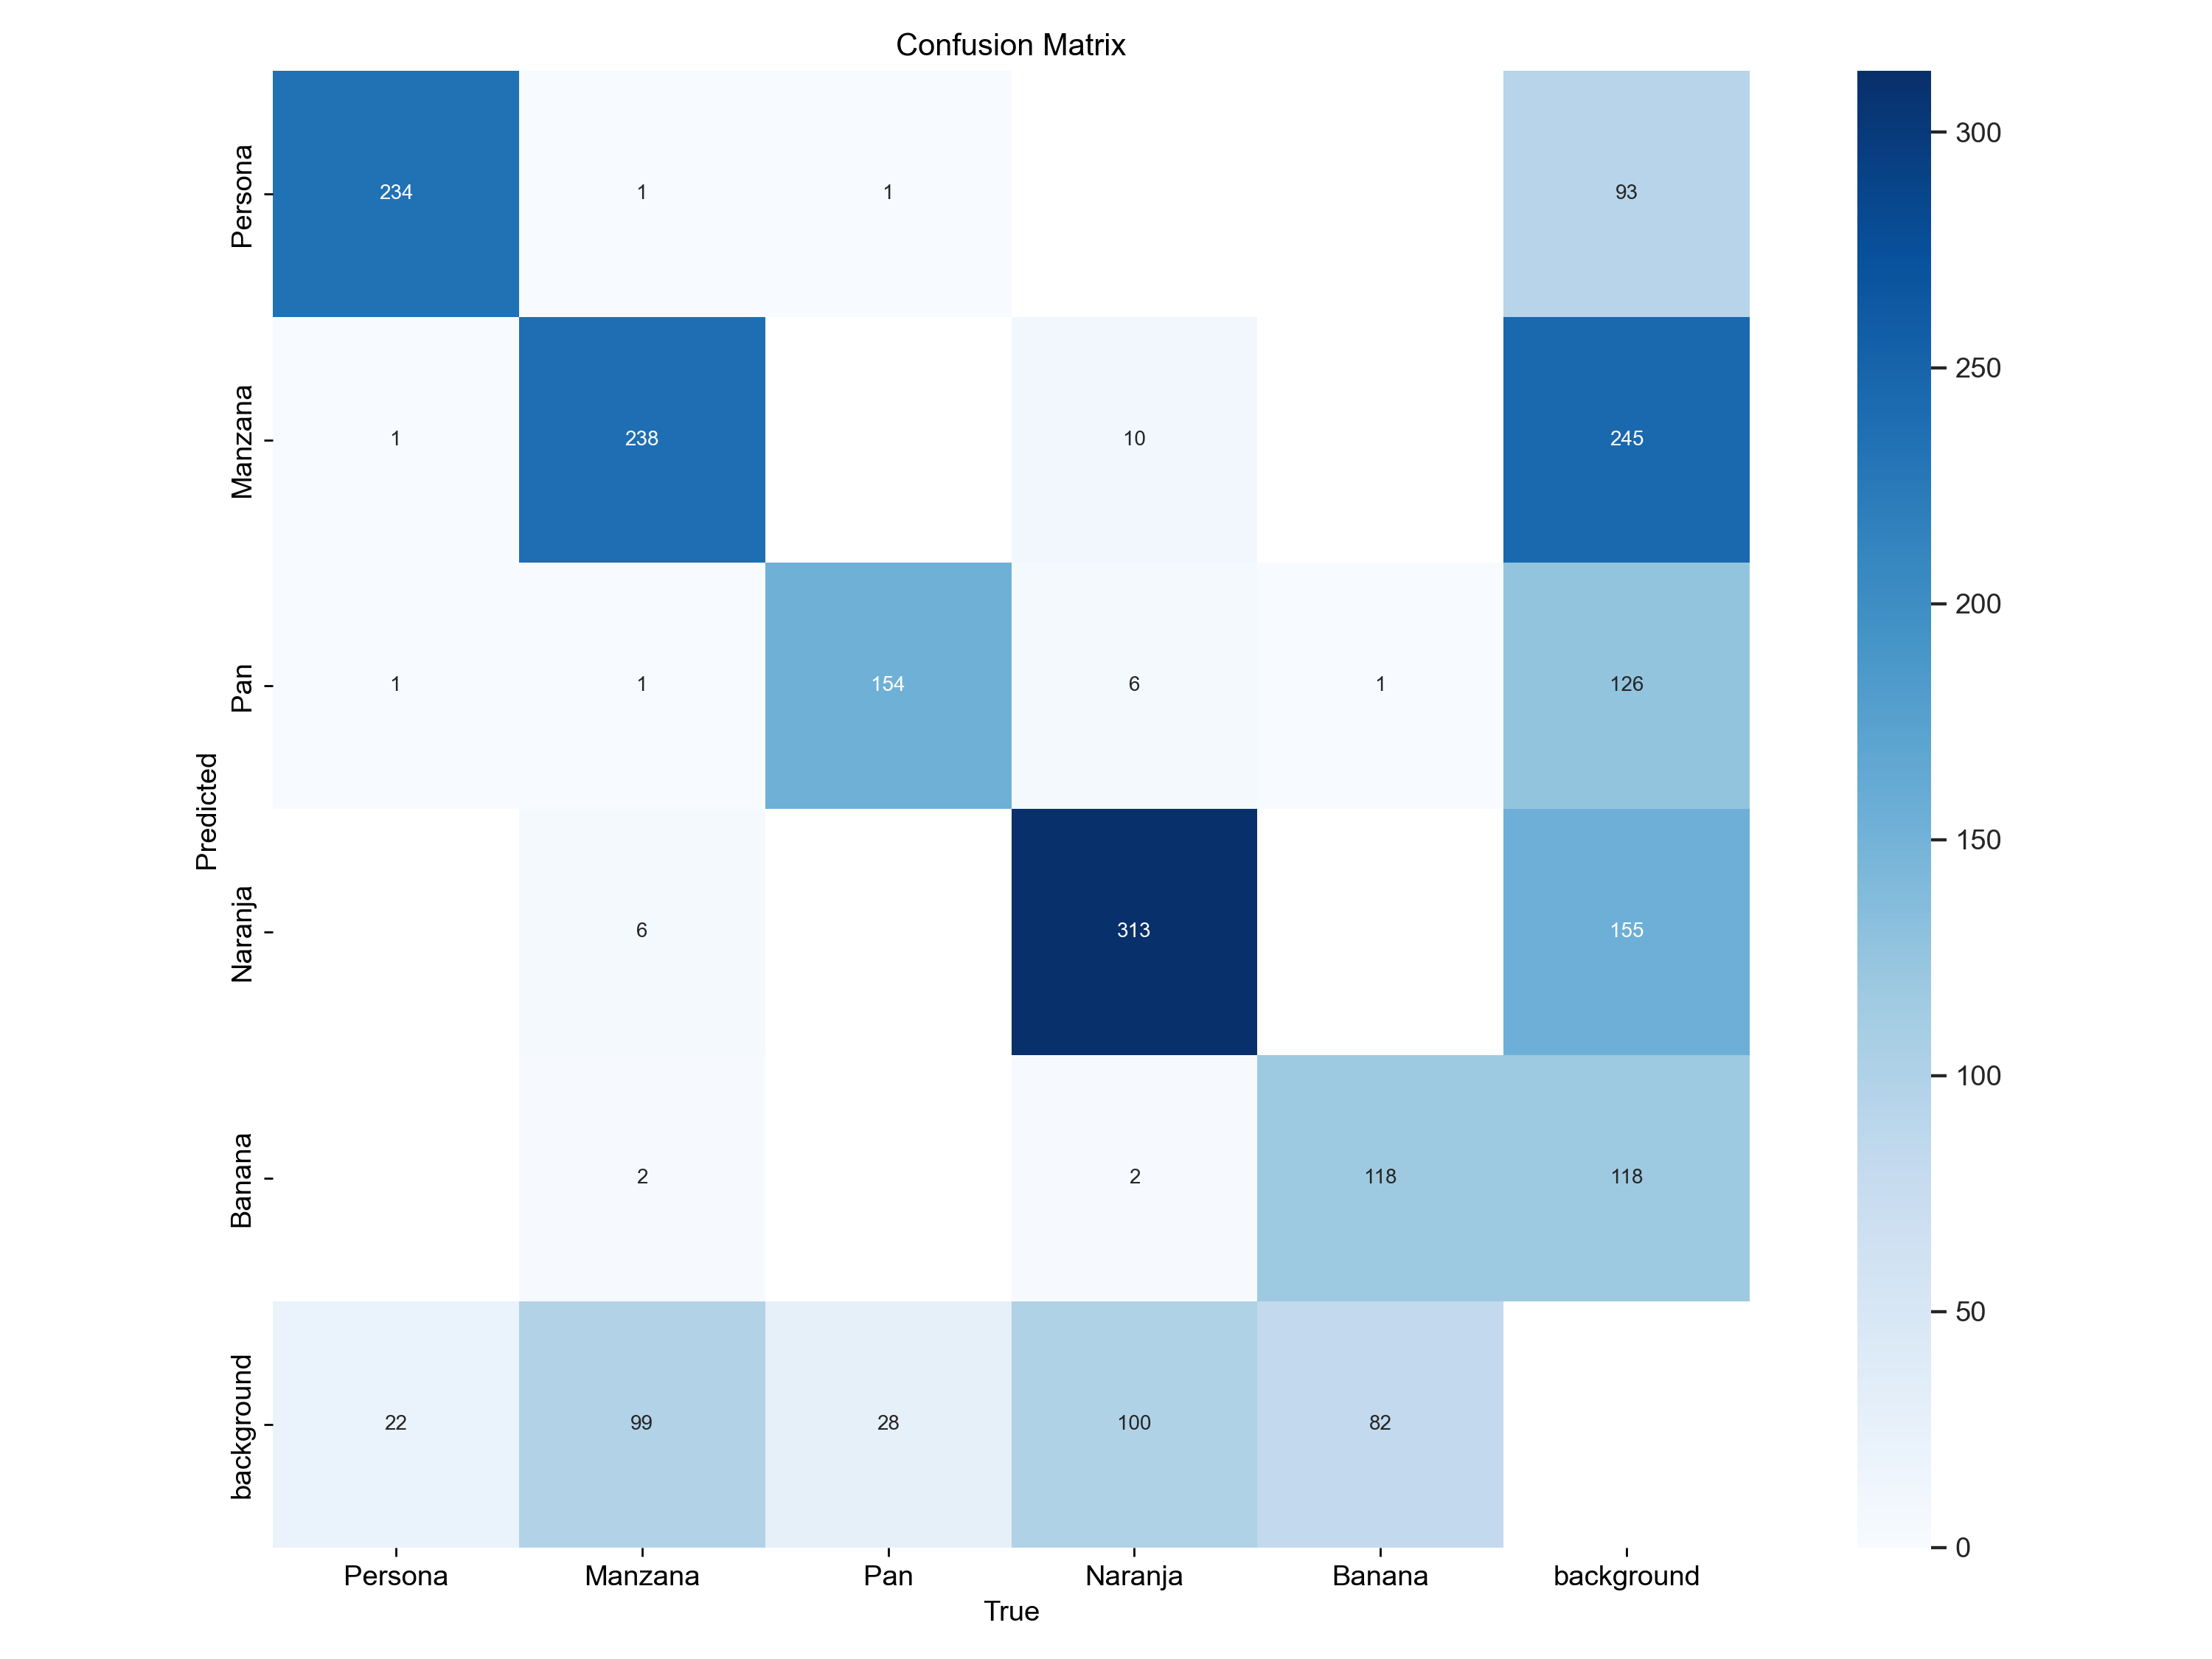 Confusion Matrix
Persona 234 1 1 93
Manzana 1 238 10 245
Pan 1 1 154 6 1 126
Naranja 6 313 155
Banana 2 2 118 118
background 22 99 28 100 82
Persona Manzana Pan Naranja Banana background
True
Predicted
300
250
200
150
100
50
0